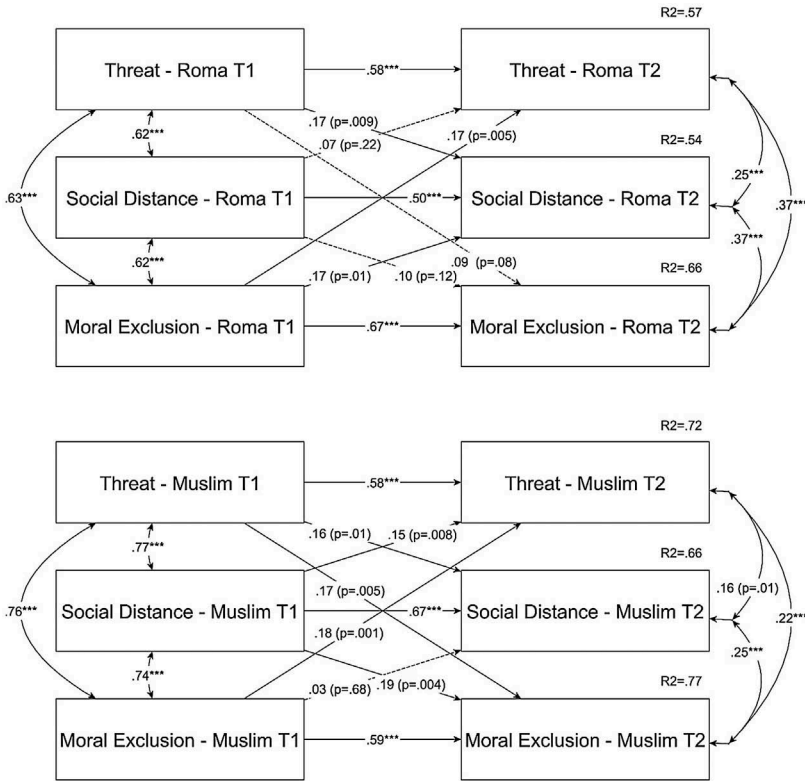 R2=.57
Threat - Roma T1
.58***
Threat - Roma T2
.17 (p=.009)
.62***
.07 (p=.22)
.17 (p=.005)
R2=.54
.25***
.63***
Social Distance - Roma T1
.50***
Social Distance - Roma T2
.37***
.37***
.62***
.09 (p=.08)
.17 (p=.01)
.10 (p=.12)
R2=.66
Moral Exclusion - Roma T1
.67***
Moral Exclusion - Roma T2
R2=.72
Threat - Muslim T1
.58***
Threat - Muslim T2
.16 (p=.01)
.15 (p=.008)
.77***
R2=.66
.17 (p=.005)
.16 (p=.01)
.76***
Social Distance - Muslim T1
.67***
Social Distance - Muslim T2
.22***
.18 (p=.001)
.25***
.74***
.03 (p=.68)
.19 (p=.004)
R2=.77
Moral Exclusion - Muslim T1
.59***
Moral Exclusion - Muslim T2